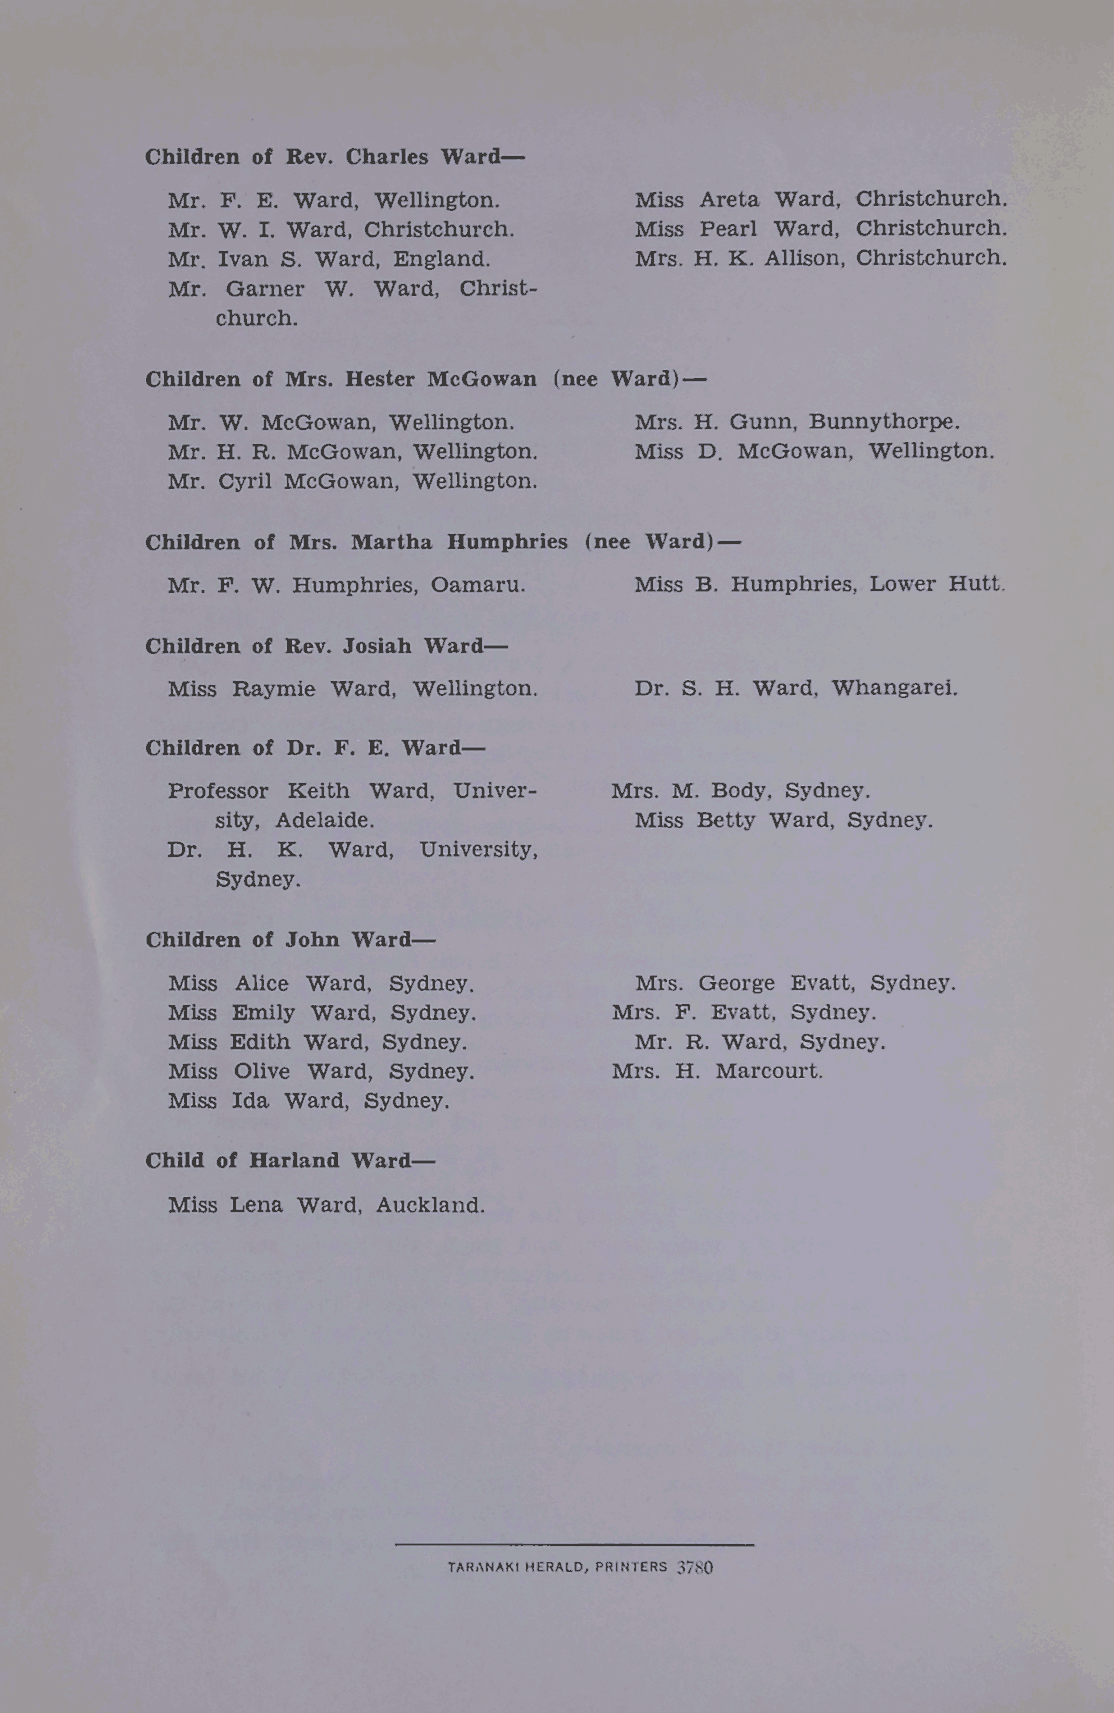 Children of Rev. Charles Ward—
Mr. F. E. Ward, Wellington.
Mr. W. I. Ward, Christchurch.
Mr. Ivan S. Ward, England.
Mr. Garner W. Ward, Christ-
church.
Miss Areta Ward, Christchurch.
Miss Pearl Ward, Christchurch.
Mrs. H. K. Allison, Christchurch.
Children of Mrs. Hester McGowan (nee Ward)—
Mr. W. McGowan, Wellington.
Mr. H. R. McGowan, Wellington.
Mr. Cyril McGowan, Wellington.
Mrs. H. Gunn, Bunnythorpe.
Miss D. McGowan, Wellington.
Children of Mrs. Martha Humphries (nee Ward)—
Mr. F. W. Humphries, Oamaru.
Miss B. Humphries, Lower Hutt.
Children of Rev. Josiah Ward—
Miss Raymie Ward, Wellington.
Dr. S. H. Ward, Whangarei.
Children of Dr. F. E. Ward—
Professor Keith Ward, Univer-
sity, Adelaide.
Dr. H. K. Ward, University,
Sydney.
Mrs. M. Body, Sydney.
Miss Betty Ward, Sydney.
Children of John Ward—
Miss Alice Ward, Sydney.
Miss Emily Ward, Sydney.
Miss Edith Ward, Sydney.
Miss Olive Ward, Sydney.
Miss Ida Ward, Sydney.
Mrs. George Evatt, Sydney.
Mrs. F. Evatt, Sydney.
Mr. R. Ward, Sydney.
Mrs. H. Marcourt.
Child of Harland Ward—
Miss Lena Ward, Auckland.
TARANAKI HERALD, PRINTERS 3780